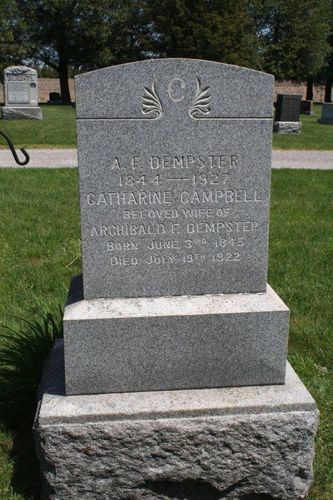 C
A. F. DEMPSTER
1844 — 1927
CATHARINE CAMPBELL
BELOVED WIFE OF
ARCHIBALD F. DEMPSTER
BORN JUNE 3RD 1845
DIED JULY 19TH 1922